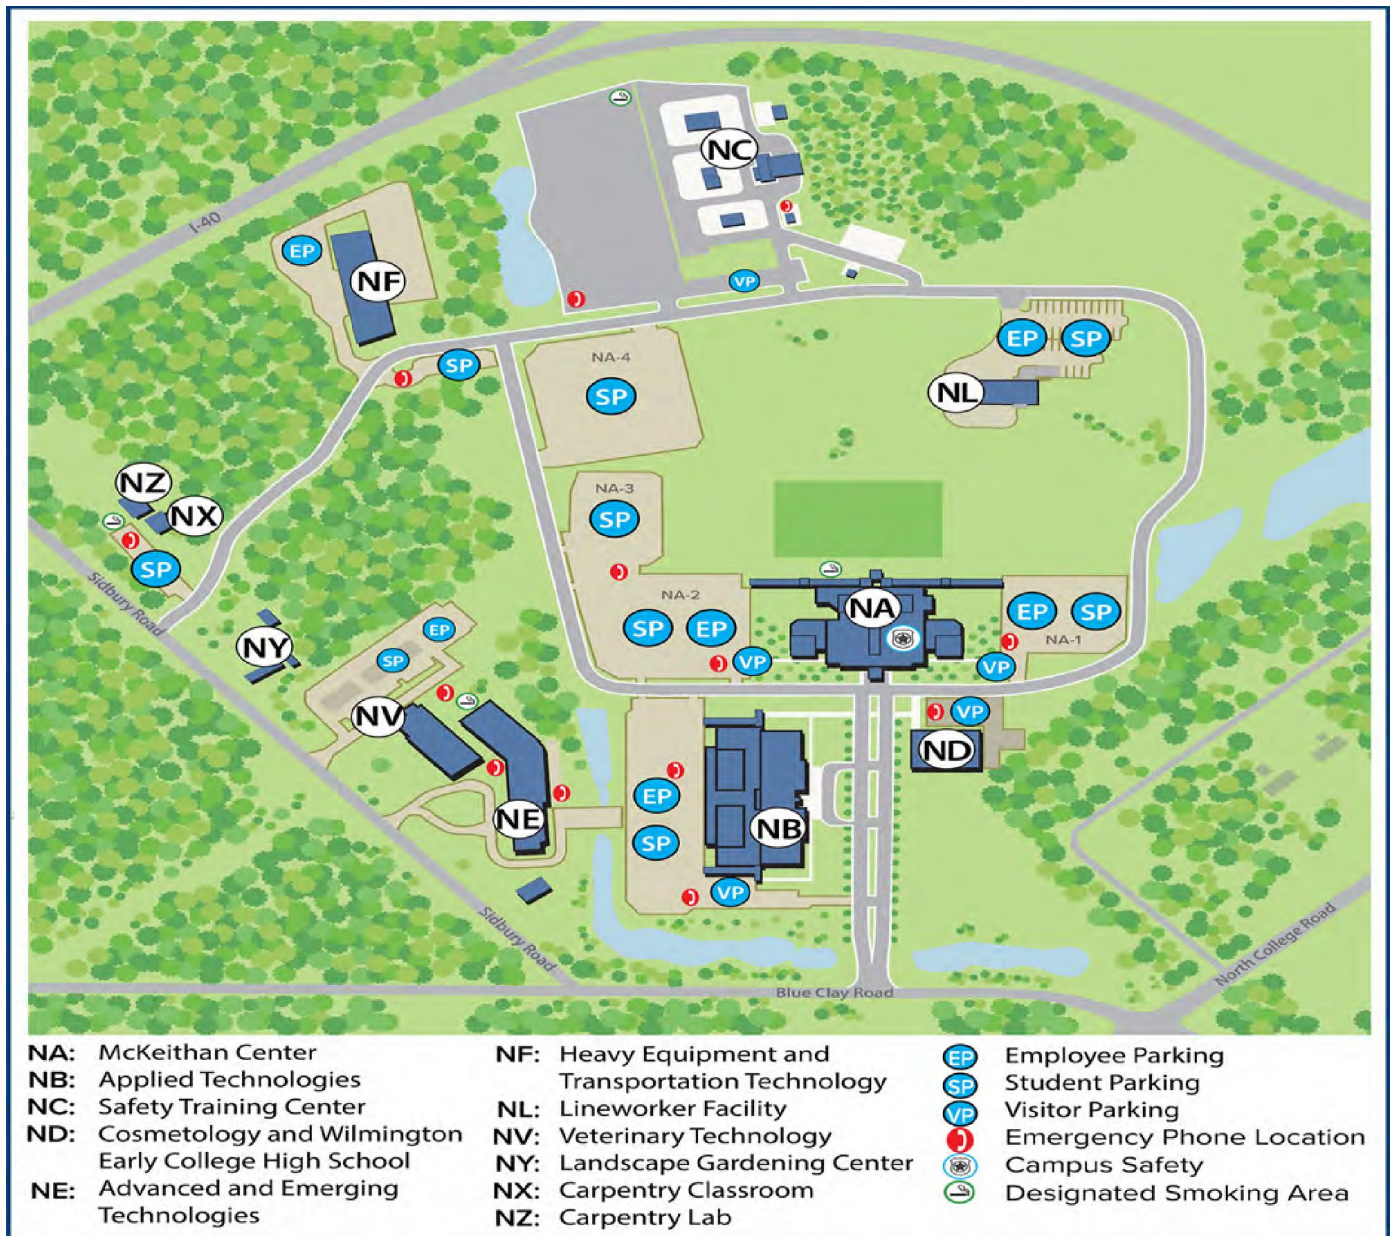 NC
I-40
EP
NF
VP
EP
SP
NA-4
SP
SP
NL
NZ
NX
NA-3
SP
SP
Sidbury Road
NA-2
SP
EP
NA
EP
SP
NA-1
EP
NY
SP
VP
VP
NV
VP
ND
EP
NE
NB
SP
VP
Sidbury Road
North College Road
Blue Clay Road
NA: McKeithan Center
NB: Applied Technologies
NC: Safety Training Center
ND: Cosmetology and Wilmington
Early College High School
NE: Advanced and Emerging
Technologies
NF: Heavy Equipment and
Transportation Technology
NL: Lineworker Facility
NV: Veterinary Technology
NY: Landscape Gardening Center
NX: Carpentry Classroom
NZ: Carpentry Lab
EP Employee Parking
SP Student Parking
VP Visitor Parking
Emergency Phone Location
Campus Safety
Designated Smoking Area